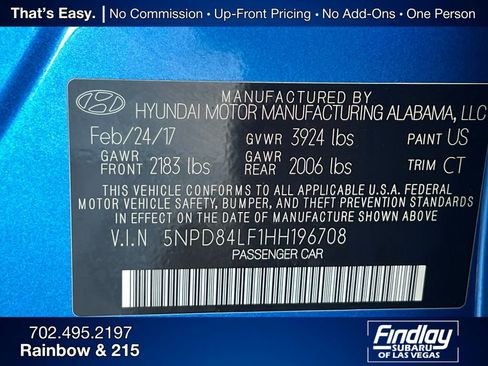 That's Easy. | No Commission • Up-Front Pricing • No Add-Ons • One Person
MANUFACTURED BY
HYUNDAI MOTOR MANUFACTURING ALABAMA, LLC
Feb/24/17 GVWR 3924 lbs PAINT US
GAWR FRONT 2183 lbs GAWR REAR 2006 lbs TRIM CT
THIS VEHICLE CONFORMS TO ALL APPLICABLE U.S.A. FEDERAL
MOTOR VEHICLE SAFETY, BUMPER, AND THEFT PREVENTION
STANDARDS IN EFFECT ON THE DATE OF MANUFACTURE SHOWN ABOVE.
V.I.N 5NPD84LF1HH196708
PASSENGER CAR
702.495.2197
Rainbow & 215
Findlay
SUBARU
OF LAS VEGAS